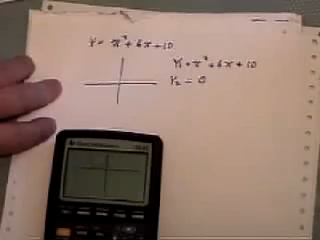 Y = x² + 6x + 10
Y₁ = x² + 6x + 10
Y₂ = 0